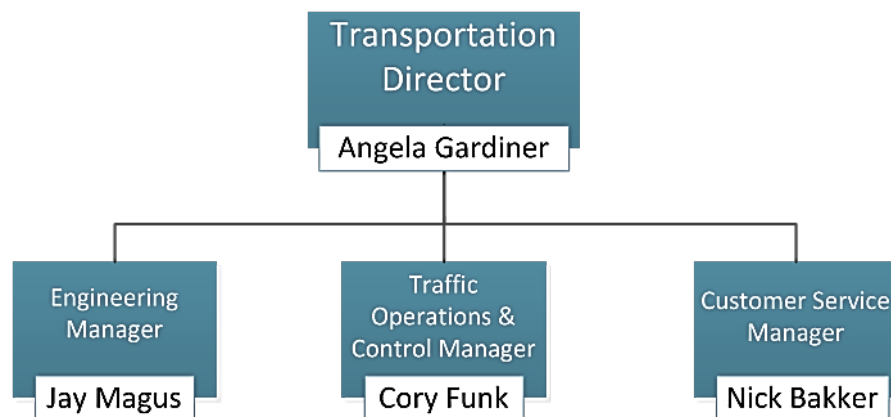 Transportation
Director
Angela Gardiner
Engineering
Manager
Jay Magus
Traffic
Operations &
Control Manager
Cory Funk
Customer Service
Manager
Nick Bakker